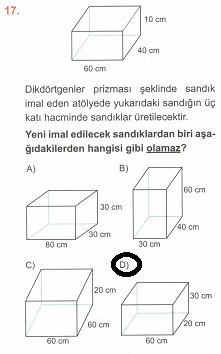 17.
10 cm
40 cm
60 cm
Dikdörtgenler prizması şeklinde sandık
imal eden atölyede yukarıdaki sandığın üç
katı hacminde sandıklar üretilecektir.
Yeni imal edilecek sandıklardan biri aşa-
ğıdakilerden hangisi gibi olamaz?
A)
30 cm
30 cm
80 cm
B)
60 cm
40 cm
30 cm
C)
20 cm
60 cm
60 cm
D)
30 cm
20 cm
60 cm